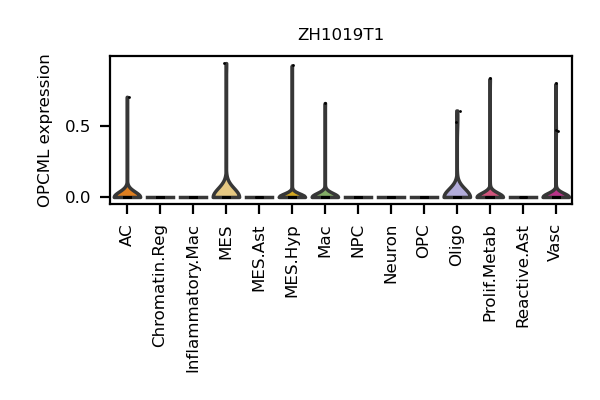 ZH1019T1
OPCML expression
0.5
0.0
AC
Chromatin.Reg
Inflammatory.Mac
MES
MES.Ast
MES.Hyp
Mac
NPC
Neuron
OPC
Oligo
Prolif.Metab
Reactive.Ast
Vasc